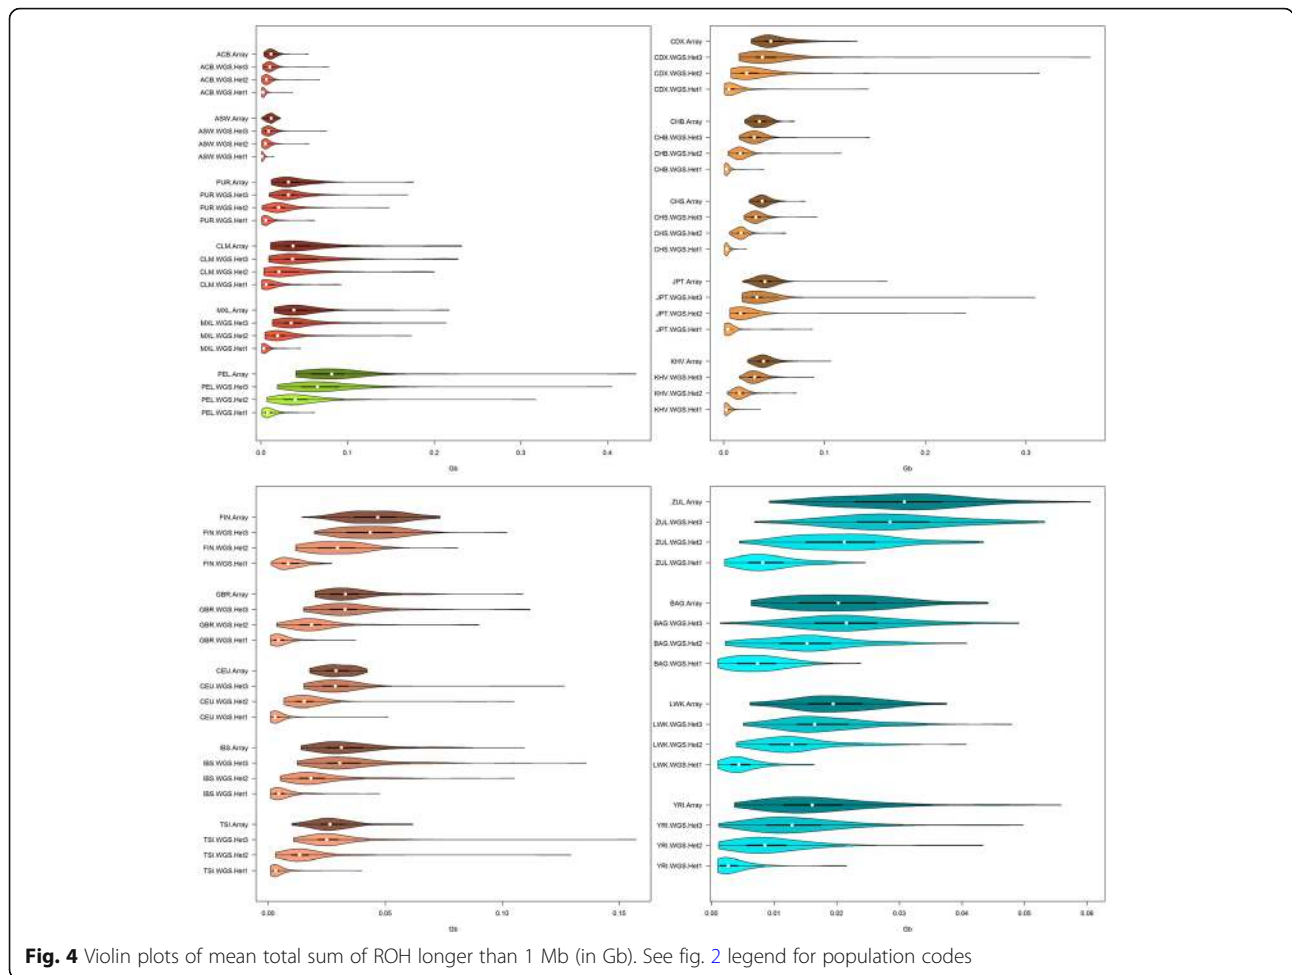 ACB.Array
ACB.WGS.Het3
ACB.WGS.Het2
ACB.WGS.Het1
ASW.Array
ASW.WGS.Het3
ASW.WGS.Het2
ASW.WGS.Het1
PUR.Array
PUR.WGS.Het3
PUR.WGS.Het2
PUR.WGS.Het1
CLM.Array
CLM.WGS.Het3
CLM.WGS.Het2
CLM.WGS.Het1
MXL.Array
MXL.WGS.Het3
MXL.WGS.Het2
MXL.WGS.Het1
PEL.Array
PEL.WGS.Het3
PEL.WGS.Het2
PEL.WGS.Het1
0.0 0.1 0.2 0.3 0.4
Gb
CDX.Array
CDX.WGS.Het3
CDX.WGS.Het2
CDX.WGS.Het1
CHB.Array
CHB.WGS.Het3
CHB.WGS.Het2
CHB.WGS.Het1
CHS.Array
CHS.WGS.Het3
CHS.WGS.Het2
CHS.WGS.Het1
JPT.Array
JPT.WGS.Het3
JPT.WGS.Het2
JPT.WGS.Het1
KHV.Array
KHV.WGS.Het3
KHV.WGS.Het2
KHV.WGS.Het1
0.0 0.1 0.2 0.3
Gb
FIN.Array
FIN.WGS.Het3
FIN.WGS.Het2
FIN.WGS.Het1
GBR.Array
GBR.WGS.Het3
GBR.WGS.Het2
GBR.WGS.Het1
CEU.Array
CEU.WGS.Het3
CEU.WGS.Het2
CEU.WGS.Het1
IBS.Array
IBS.WGS.Het3
IBS.WGS.Het2
IBS.WGS.Het1
TSI.Array
TSI.WGS.Het3
TSI.WGS.Het2
TSI.WGS.Het1
0.00 0.05 0.10 0.15
Gb
ZUL.Array
ZUL.WGS.Het3
ZUL.WGS.Het2
ZUL.WGS.Het1
BAG.Array
BAG.WGS.Het3
BAG.WGS.Het2
BAG.WGS.Het1
LWK.Array
LWK.WGS.Het3
LWK.WGS.Het2
LWK.WGS.Het1
YRI.Array
YRI.WGS.Het3
YRI.WGS.Het2
YRI.WGS.Het1
0.00 0.01 0.02 0.03 0.04 0.05 0.06
Gb
Fig. 4 Violin plots of mean total sum of ROH longer than 1 Mb (in Gb). See fig. 2 legend for population codes